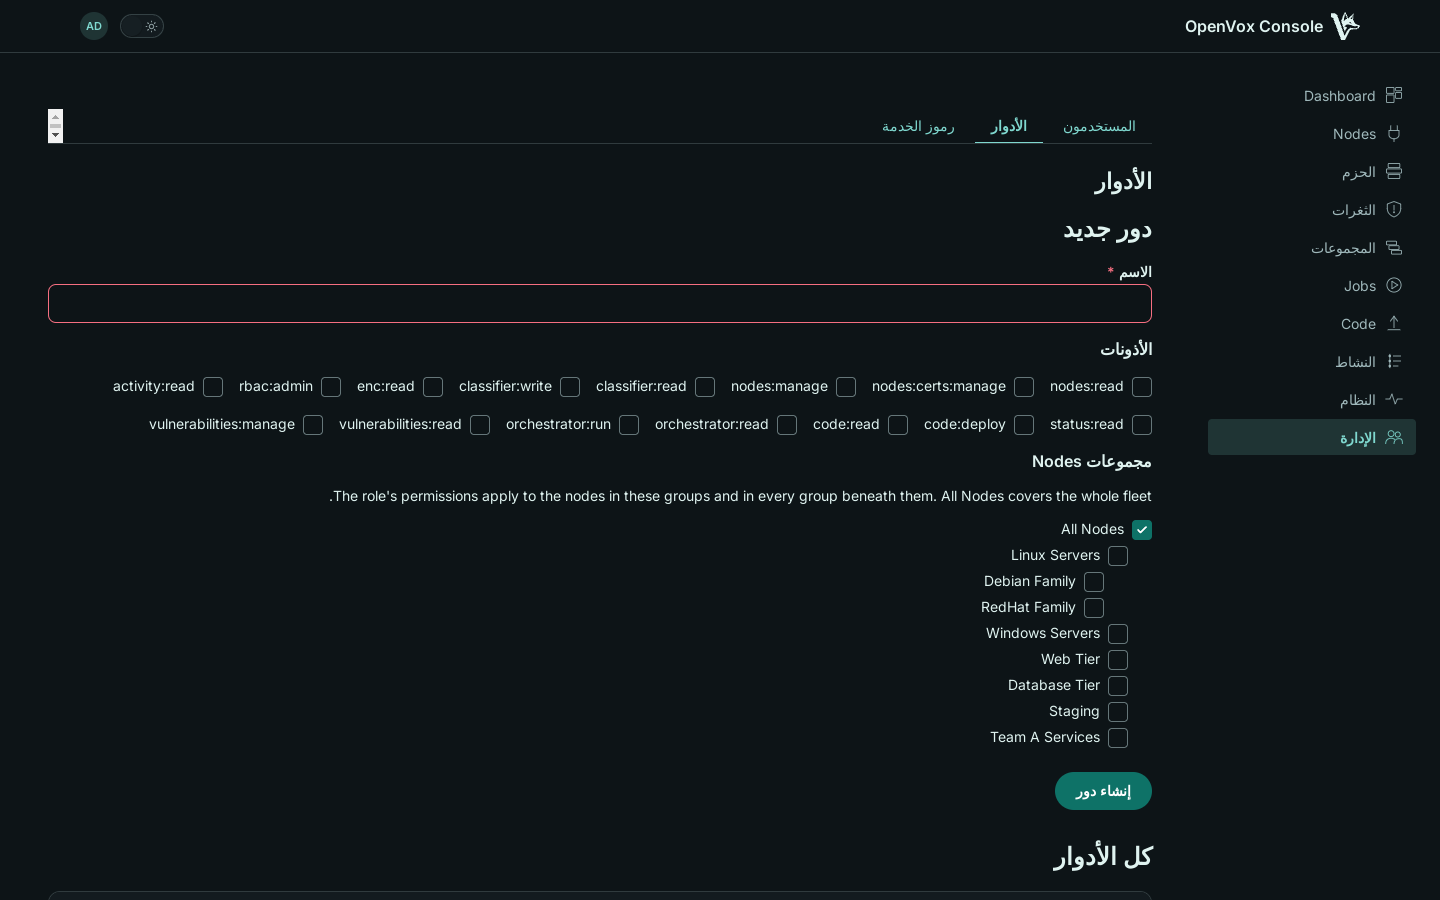 OpenVox Console
AD
Dashboard
Nodes
الحزم
الثغرات
المجموعات
Jobs
Code
النشاط
النظام
الإدارة
المستخدمون الأدوار رموز الخدمة
الأدوار
دور جديد
الاسم *
الأذونات
nodes:read nodes:certs:manage nodes:manage classifier:read classifier:write enc:read rbac:admin activity:read
status:read code:deploy code:read orchestrator:read orchestrator:run vulnerabilities:read vulnerabilities:manage
مجموعات Nodes
The role's permissions apply to the nodes in these groups and in every group beneath them. All Nodes covers the whole fleet.
All Nodes
Linux Servers
Debian Family
RedHat Family
Windows Servers
Web Tier
Database Tier
Staging
Team A Services
إنشاء دور
كل الأدوار